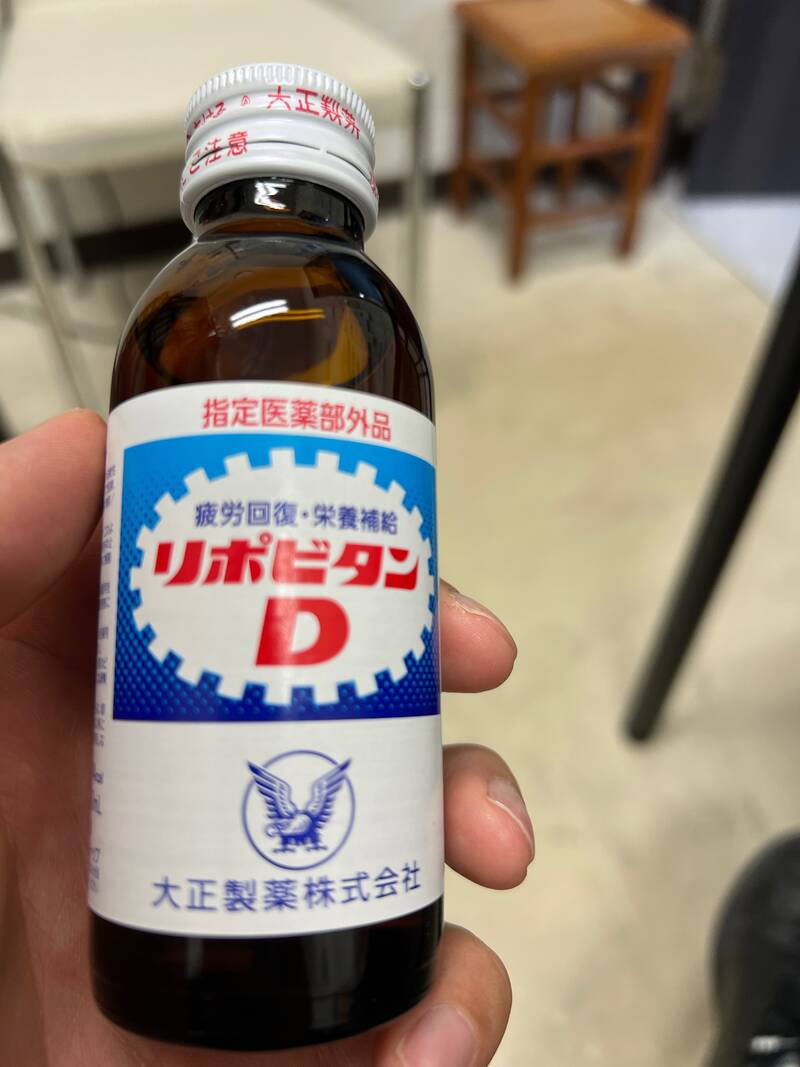 大正製薬
ご注意
指定医薬部外品
疲労回復・栄養補給
リポビタン
D
大正製薬株式会社